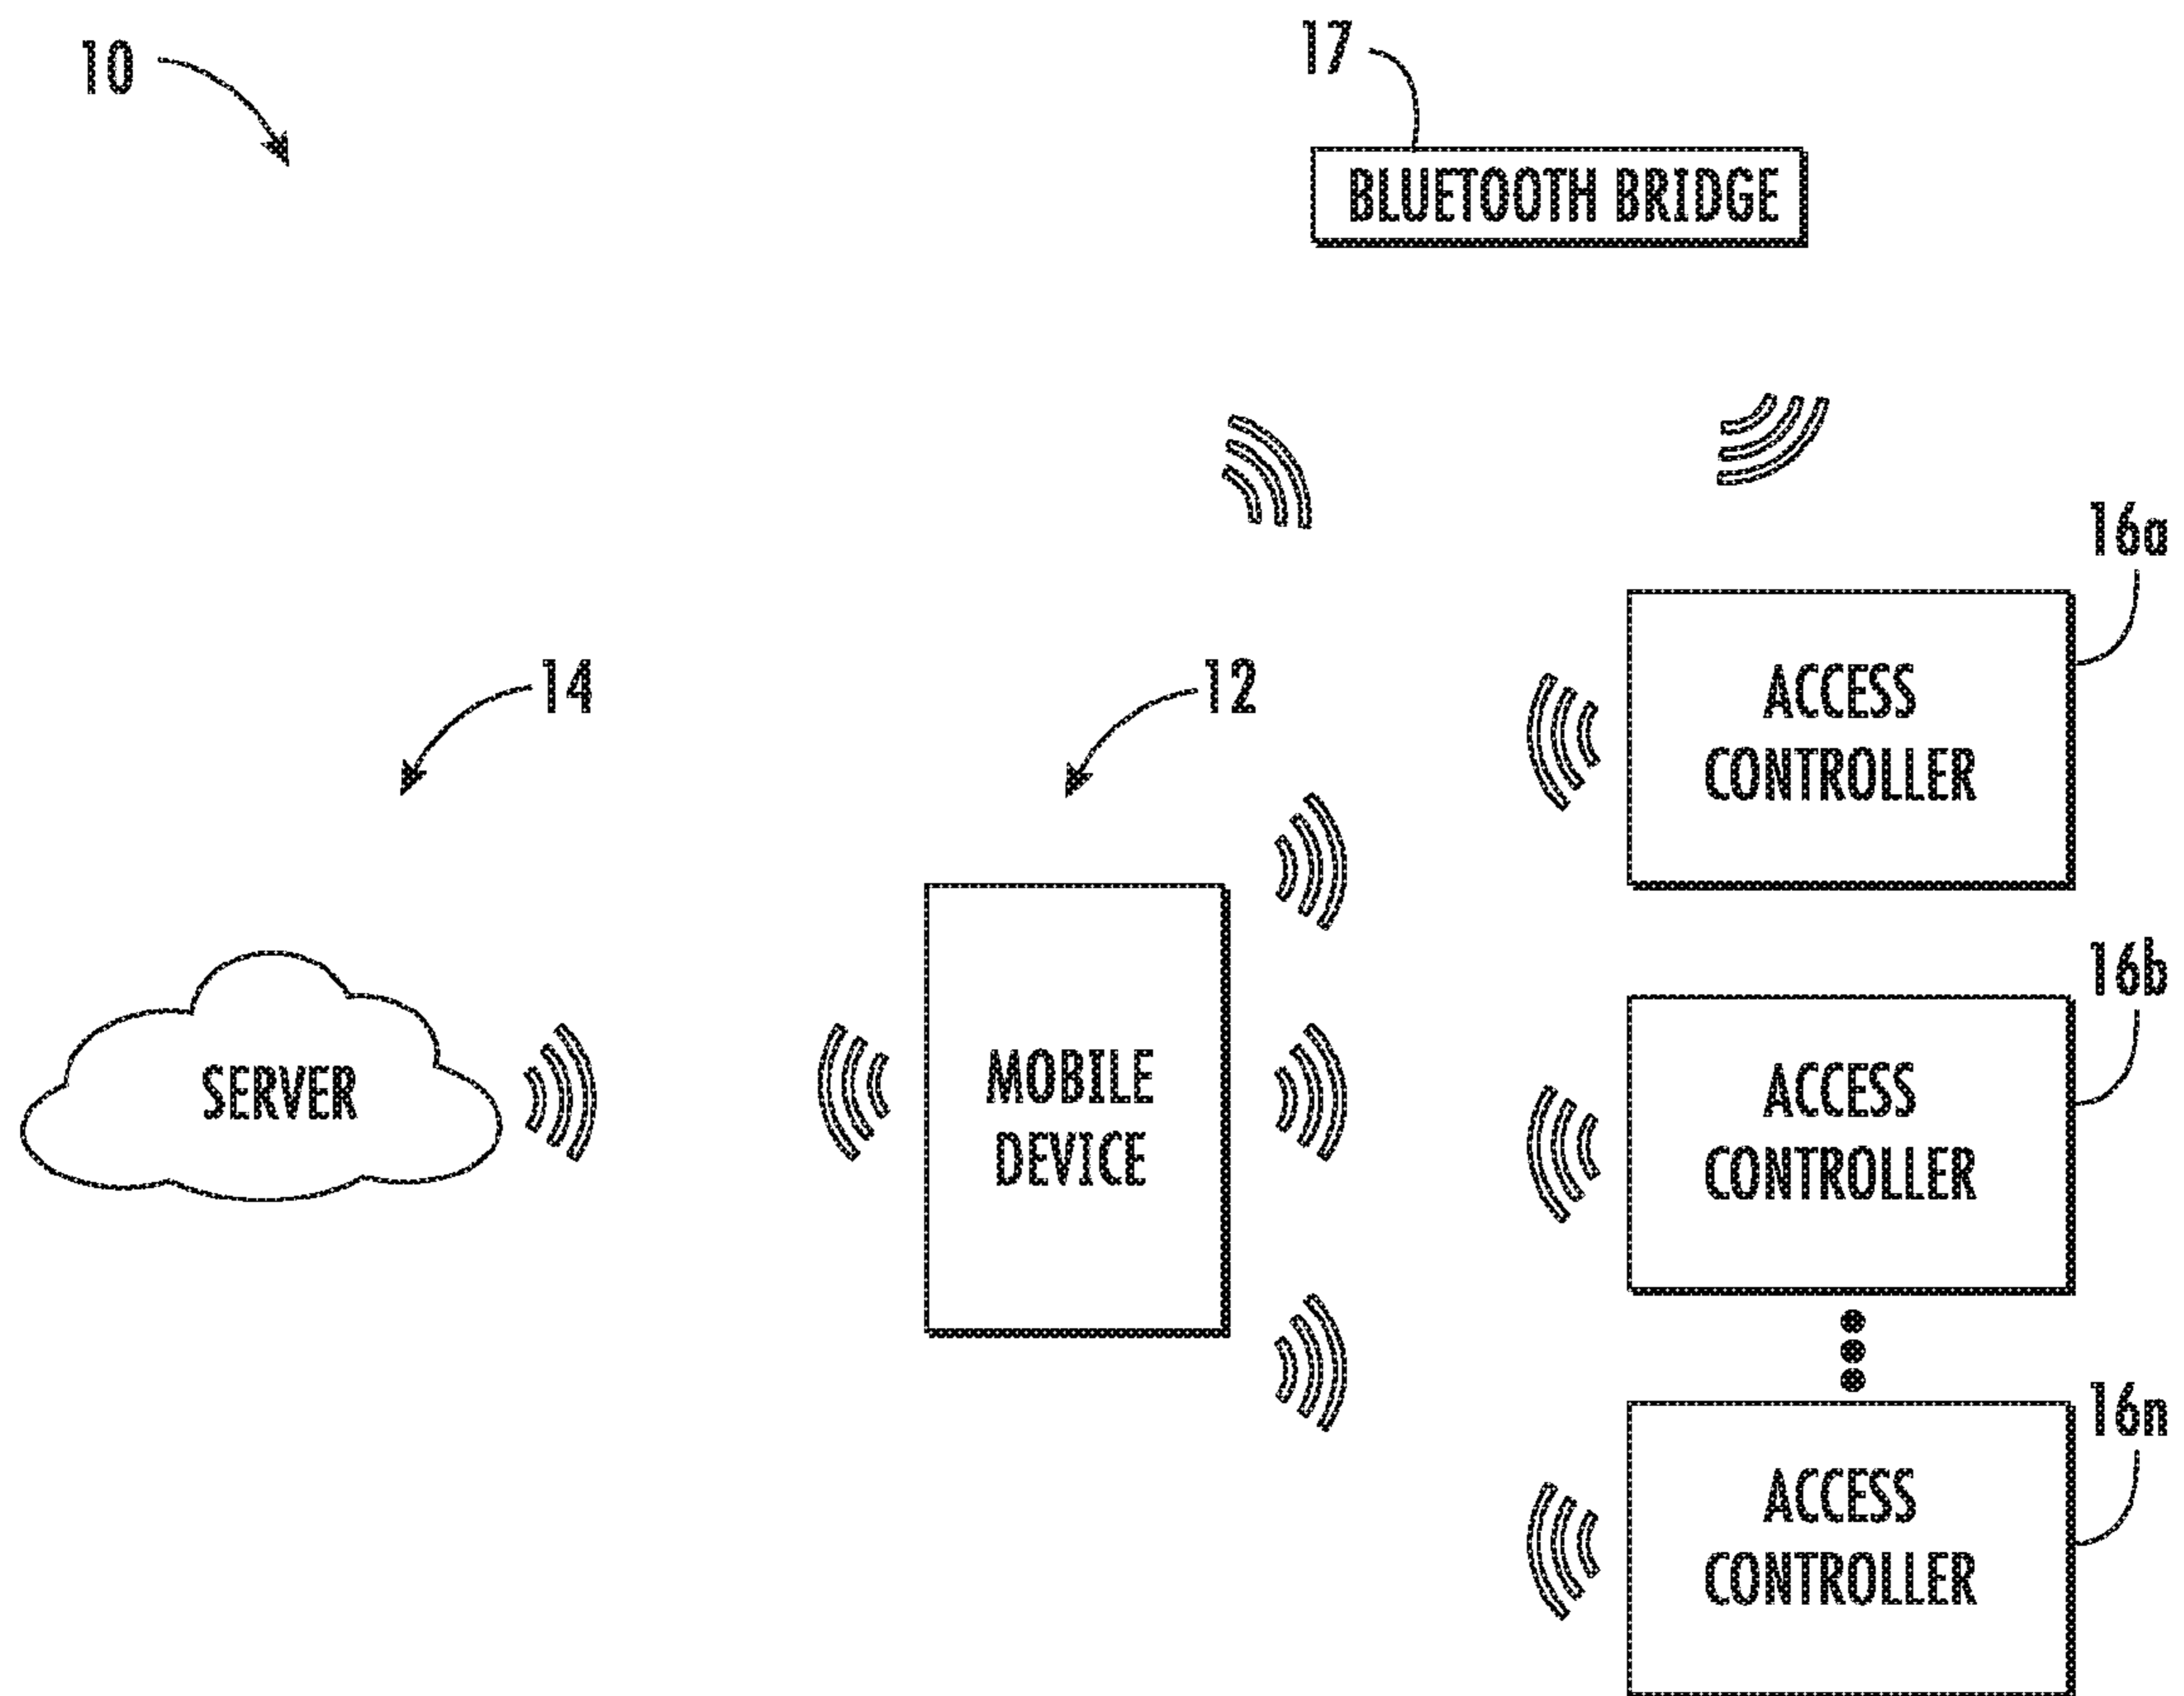 10
17
BLUETOOTH BRIDGE
16a
ACCESS
CONTROLLER
14
12
SERVER
MOBILE
DEVICE
16b
ACCESS
CONTROLLER
16n
ACCESS
CONTROLLER